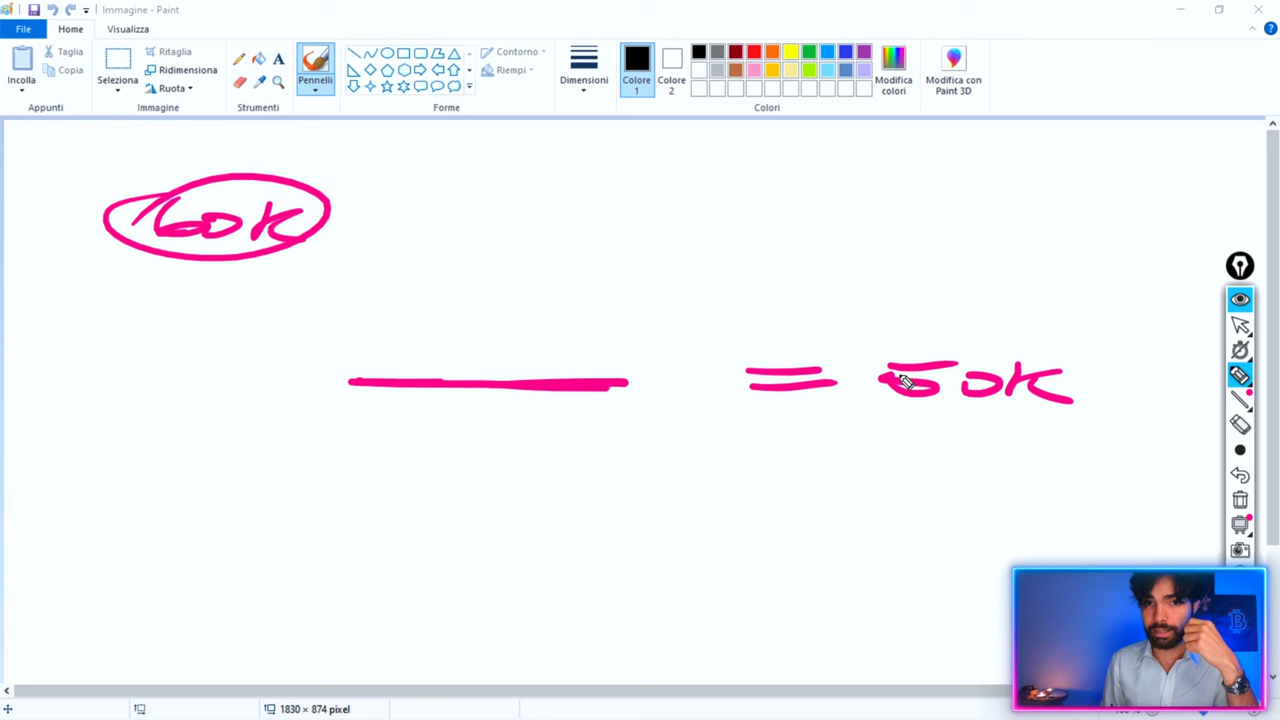 Immagine - Paint
File Home Visualizza
Incolla Taglia Copia Seleziona Ritaglia Ridimensiona Ruota Pennelli Contorno Riempi Dimensioni Colore 1 Colore 2 Modifica colori Modifica con Paint 3D
Appunti Immagine Strumenti Forme Colori
60K
= 50K
1830 × 874 pixel